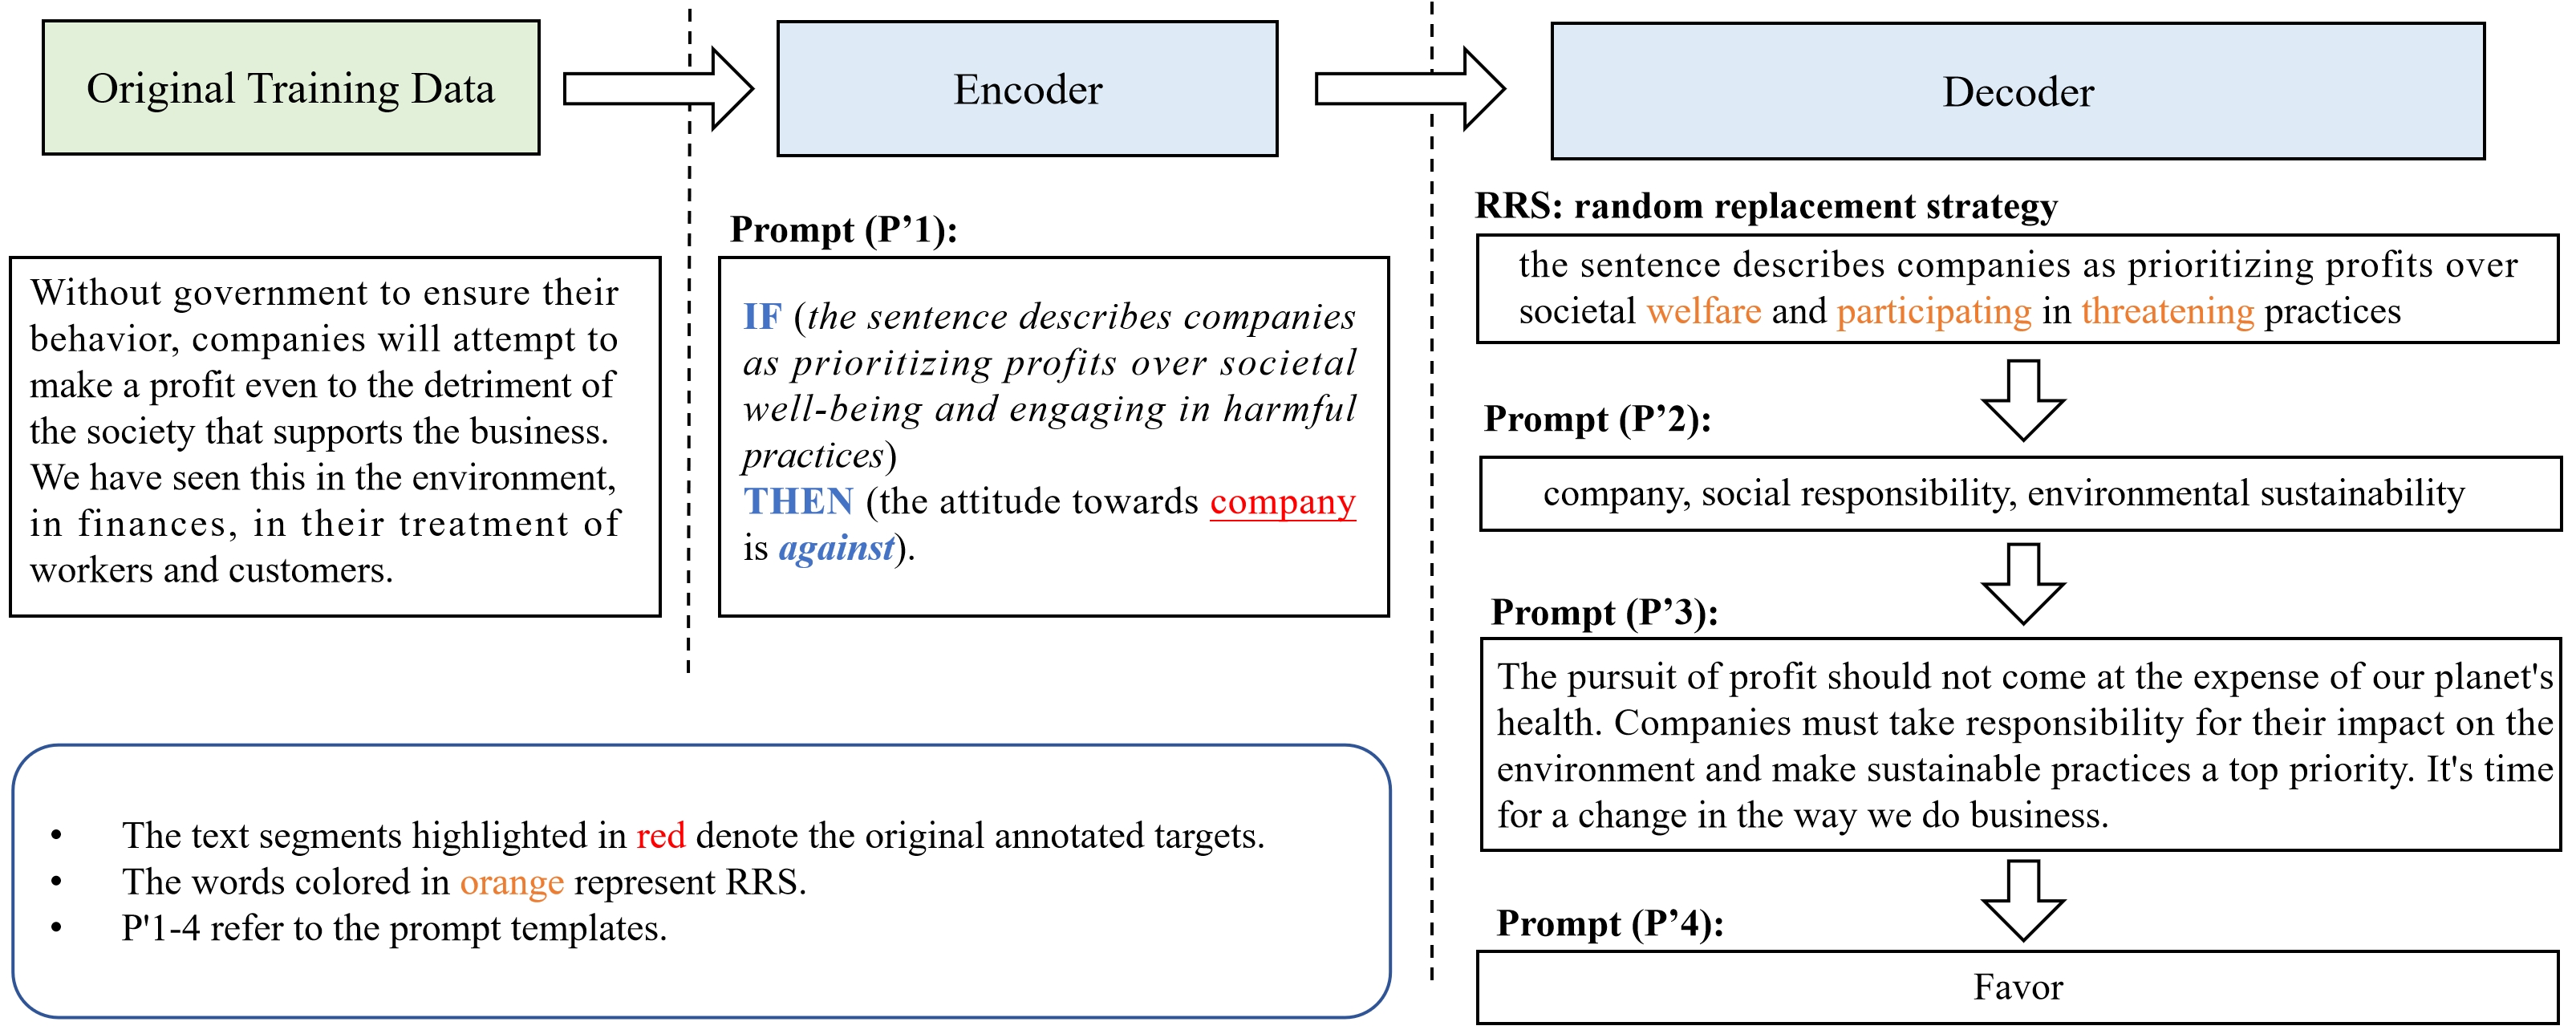 Original Training Data
Encoder
Decoder
Without government to ensure their
behavior, companies will attempt to
make a profit even to the detriment of
the society that supports the business.
We have seen this in the environment,
in finances, in their treatment of
workers and customers.
Prompt (P’1):
IF (the sentence describes companies
as prioritizing profits over societal
well-being and engaging in harmful
practices)
THEN (the attitude towards company
is against).
RRS: random replacement strategy
the sentence describes companies as prioritizing profits over
societal welfare and participating in threatening practices
Prompt (P’2):
company, social responsibility, environmental sustainability
Prompt (P’3):
The pursuit of profit should not come at the expense of our planet's
health. Companies must take responsibility for their impact on the
environment and make sustainable practices a top priority. It's time
for a change in the way we do business.
Prompt (P’4):
Favor
• The text segments highlighted in red denote the original annotated targets.
• The words colored in orange represent RRS.
• P'1-4 refer to the prompt templates.